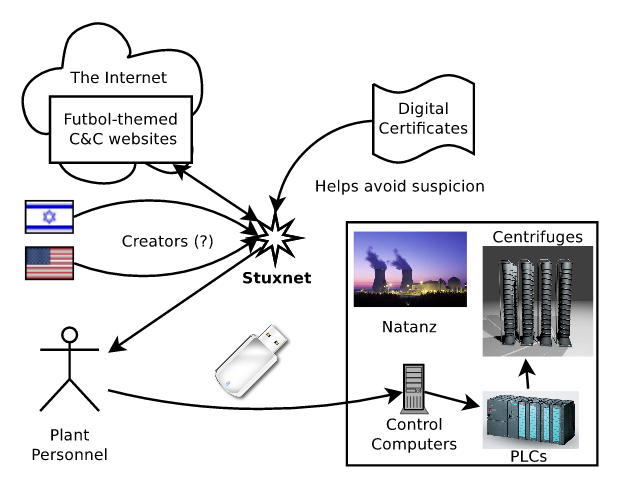 The Internet
Futbol-themed
C&C websites
Digital
Certificates
Helps avoid suspicion
Creators (?)
Stuxnet
Centrifuges
Natanz
Control
Computers
PLCs
Plant
Personnel